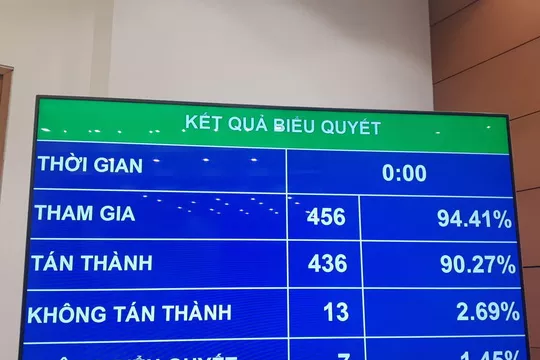 KẾT QUẢ BIỂU QUYẾT
THỜI GIAN 0:00
THAM GIA 456 94.41%
TÁN THÀNH 436 90.27%
KHÔNG TÁN THÀNH 13 2.69%
QUYẾT 7 1.45%